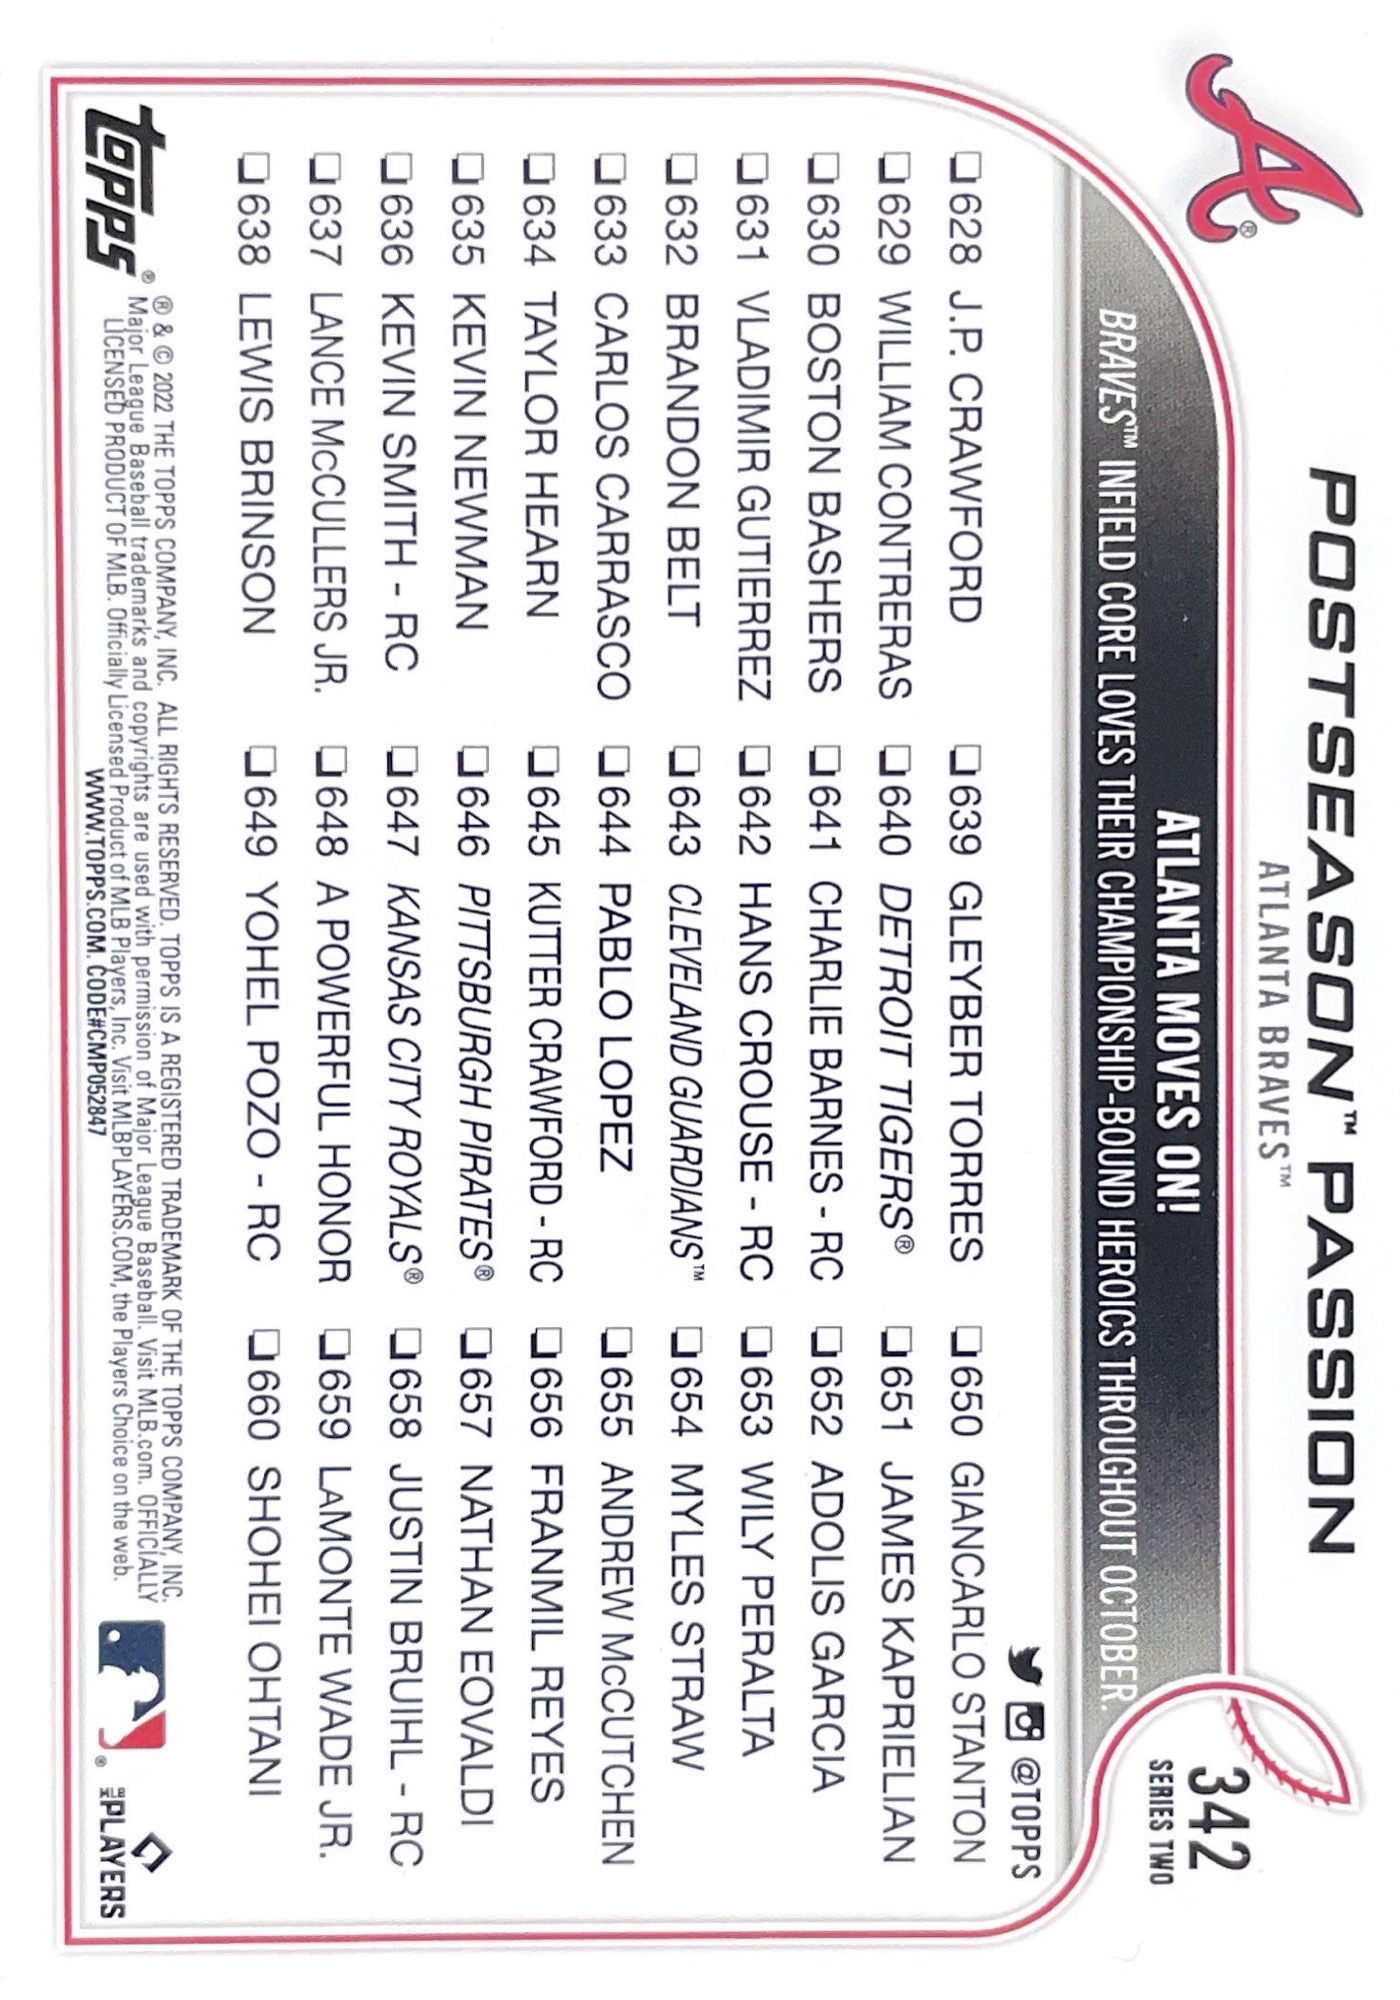 POSTSEASON™ PASSION
ATLANTA BRAVES™
342
SERIES TWO
ATLANTA MOVES ON!
BRAVES™ INFIELD CORE LOVES THEIR CHAMPIONSHIP-BOUND HEROICS THROUGHOUT OCTOBER.
@TOPPS
628 J.P. CRAWFORD
629 WILLIAM CONTRERAS
630 BOSTON BASHERS
631 VLADIMIR GUTIERREZ
632 BRANDON BELT
633 CARLOS CARRASCO
634 TAYLOR HEARN
635 KEVIN NEWMAN
636 KEVIN SMITH - RC
637 LANCE McCULLERS JR.
638 LEWIS BRINSON
639 GLEYBER TORRES
640 DETROIT TIGERS®
641 CHARLIE BARNES - RC
642 HANS CROUSE - RC
643 CLEVELAND GUARDIANS™
644 PABLO LOPEZ
645 KUTTER CRAWFORD - RC
646 PITTSBURGH PIRATES®
647 KANSAS CITY ROYALS®
648 A POWERFUL HONOR
649 YOHEL POZO - RC
650 GIANCARLO STANTON
651 JAMES KAPRIELIAN
652 ADOLIS GARCIA
653 WILY PERALTA
654 MYLES STRAW
655 ANDREW McCUTCHEN
656 FRANMIL REYES
657 NATHAN EOVALDI
658 JUSTIN BRUIHL - RC
659 LAMONTE WADE JR.
660 SHOHEI OHTANI
TOPPS®
® & © 2022 THE TOPPS COMPANY, INC. ALL RIGHTS RESERVED. TOPPS IS A REGISTERED TRADEMARK OF THE TOPPS COMPANY, INC.
Major League Baseball trademarks and copyrights are used with permission of Major League Baseball. Visit MLB.com. OFFICIALLY
LICENSED PRODUCT OF MLB. Officially Licensed Product of MLB Players, Inc. Visit MLBPLAYERS.COM, the Players Choice on the web.
WWW.TOPPS.COM. CODE#CMP052847
MLB PLAYERS